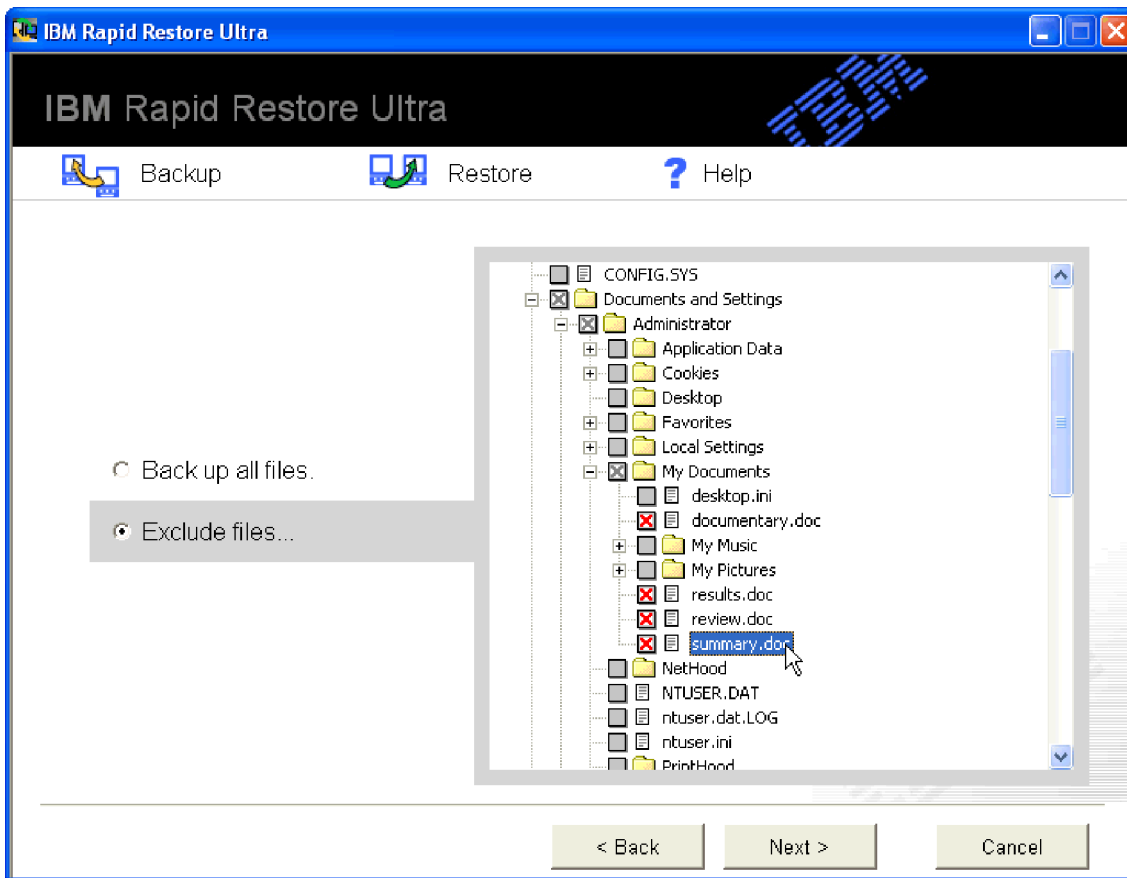 IBM Rapid Restore Ultra
IBM Rapid Restore Ultra
IBM
Backup
Restore
? Help
Back up all files.
Exclude files...
CONFIG.SYS
Documents and Settings
Administrator
Application Data
Cookies
Desktop
Favorites
Local Settings
My Documents
desktop.ini
documentary.doc
My Music
My Pictures
results.doc
review.doc
summary.doc
NetHood
NTUSER.DAT
ntuser.dat.LOG
ntuser.ini
PrintHood
< Back
Next >
Cancel